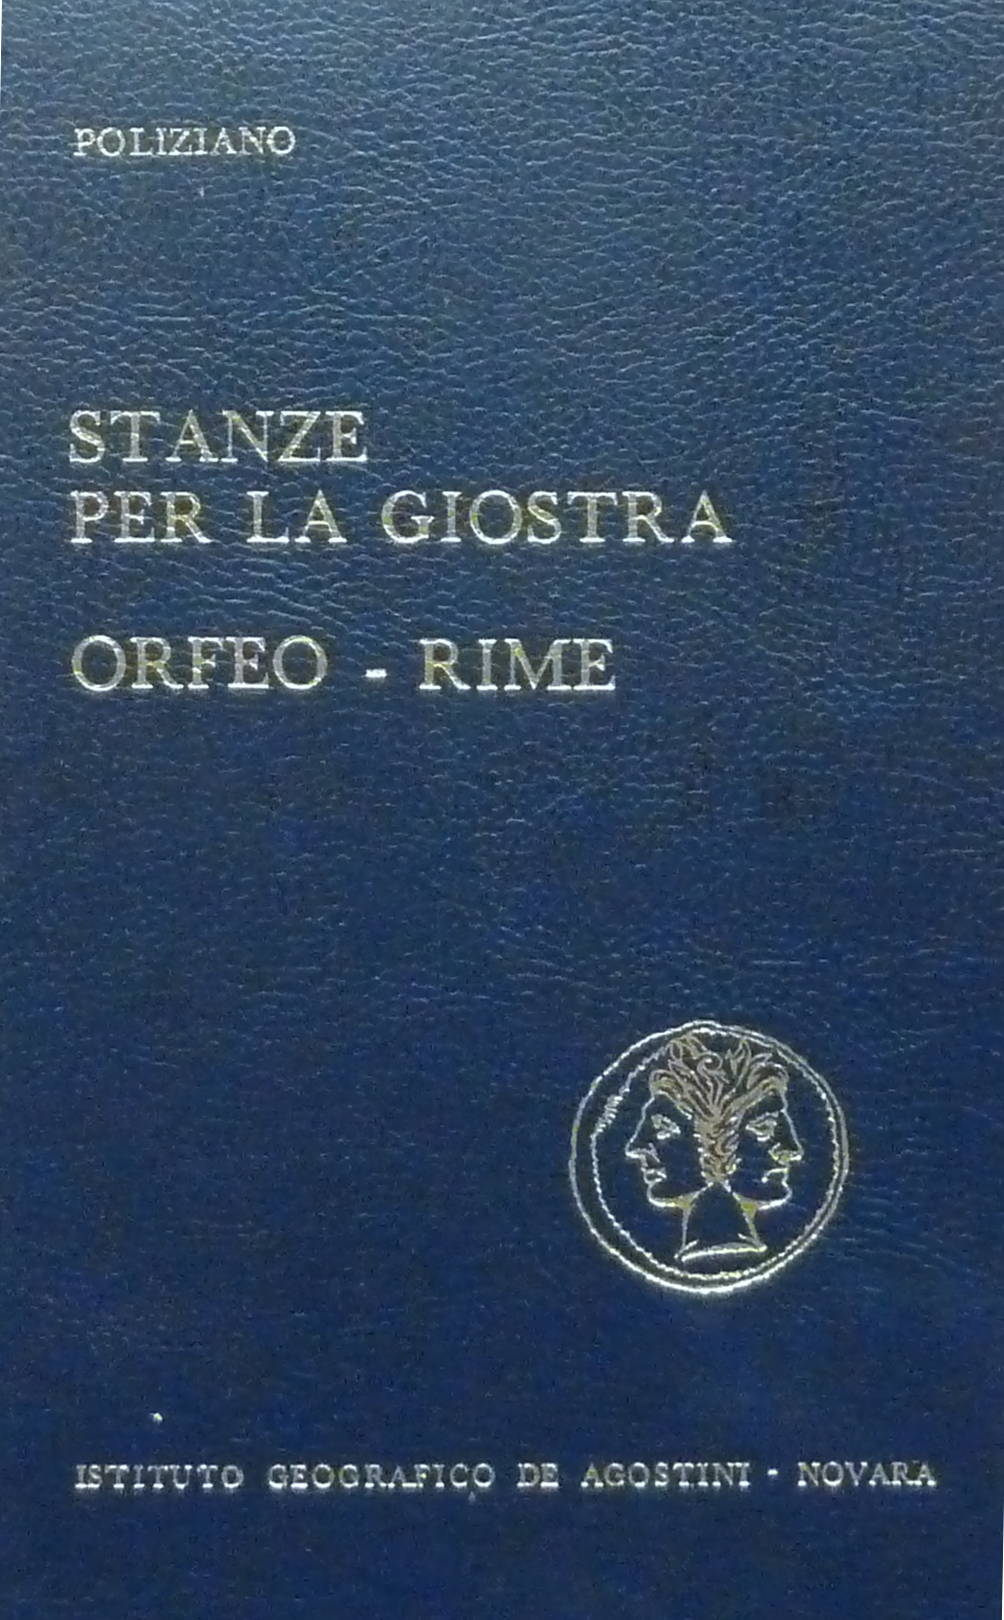 POLIZIANO
STANZE
PER LA GIOSTRA
ORFEO - RIME
ISTITUTO GEOGRAFICO DE AGOSTINI - NOVARA